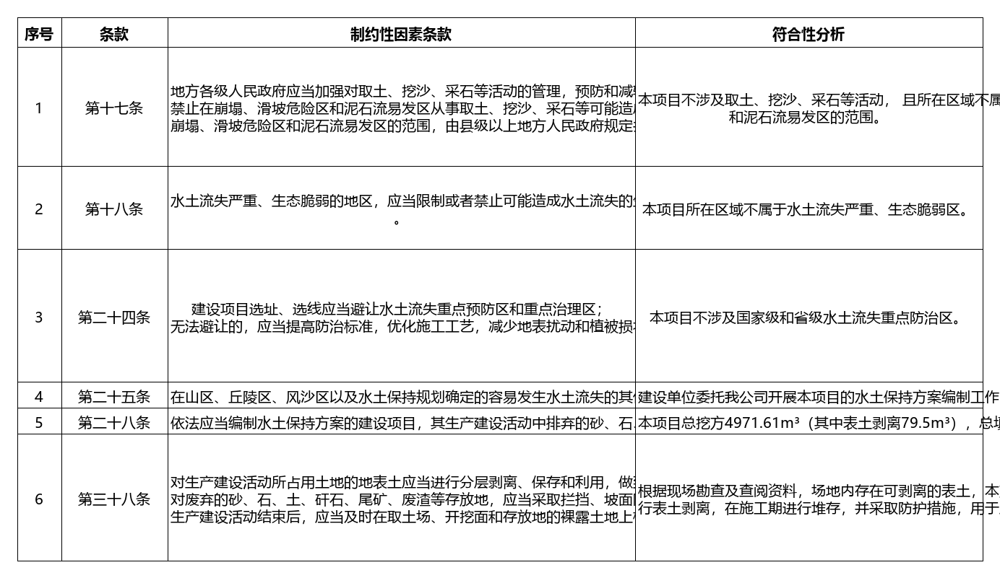 序号 条款 制约性因素条款 符合性分析
1 第十七条
地方各级人民政府应当加强对取土、挖沙、采石等活动的管理，预防和减
禁止在崩塌、滑坡危险区和泥石流易发区从事取土、挖沙、采石等可能造
崩塌、滑坡危险区和泥石流易发区的范围，由县级以上地方人民政府规定
本项目不涉及取土、挖沙、采石等活动， 且所在区域不属
和泥石流易发区的范围。
2 第十八条
水土流失严重、生态脆弱的地区，应当限制或者禁止可能造成水土流失的
。
本项目所在区域不属于水土流失严重、生态脆弱区。
3 第二十四条
建设项目选址、选线应当避让水土流失重点预防区和重点治理区；
无法避让的，应当提高防治标准，优化施工工艺，减少地表扰动和植被损
本项目不涉及国家级和省级水土流失重点防治区。
4 第二十五条 在山区、丘陵区、风沙区以及水土保持规划确定的容易发生水土流失的其 建设单位委托我公司开展本项目的水土保持方案编制工作
5 第二十八条 依法应当编制水土保持方案的建设项目，其生产建设活动中排弃的砂、石 本项目总挖方4971.61m³（其中表土剥离79.5m³），总
6 第三十八条
对生产建设活动所占用土地的地表土应当进行分层剥离、保存和利用，做
对废弃的砂、石、土、矸石、尾矿、废渣等存放地，应当采取拦挡、坡面
生产建设活动结束后，应当及时在取土场、开挖面和存放地的裸露土地上
根据现场勘查及查阅资料，场地内存在可剥离的表土，本
行表土剥离，在施工期进行堆存，并采取防护措施，用于